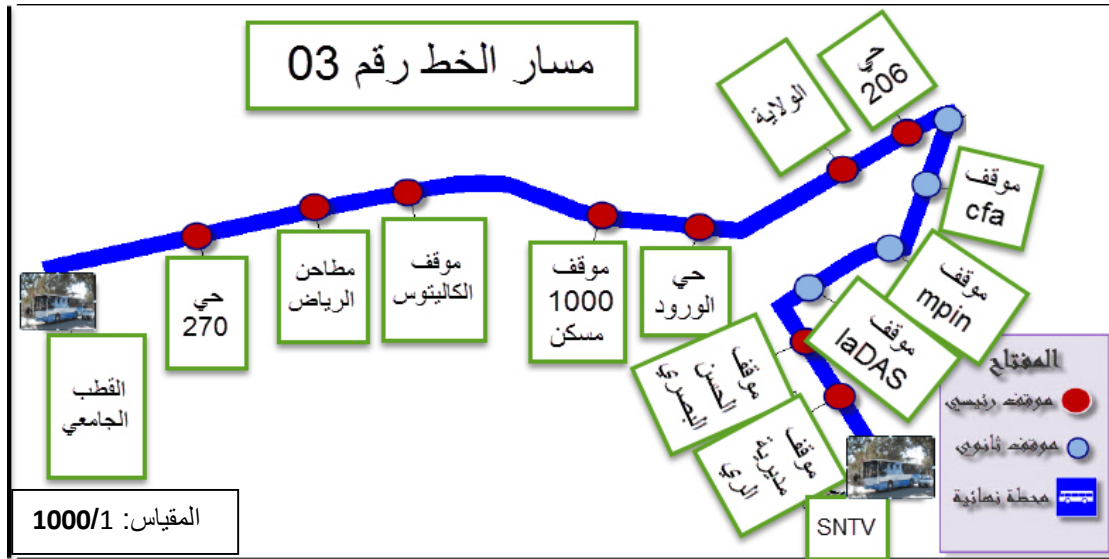 مسار الخط رقم 03
حي
206
الولاية
موقف
cfa
موقف
mpin
موقف
laDAS
حي
الورود
موقف
1000
مسكن
موقف
الكاليتوس
مطاحن
الرياض
حي
270
القطب
الجامعي
موقف
الحسن
البصري
موقف
مديرية
الري
SNTV
المفتاح
موقف رئيسي
موقف ثانوي
محطة نهائية
المقياس: 1000/1